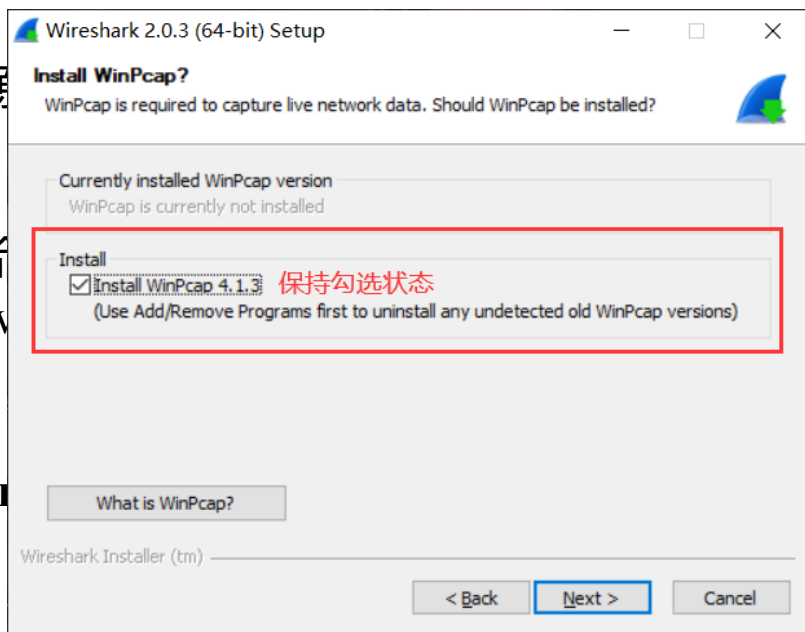 Wireshark 2.0.3 (64-bit) Setup
Install WinPcap?
WinPcap is required to capture live network data. Should WinPcap be installed?
Currently installed WinPcap version
WinPcap is currently not installed
Install
Install WinPcap 4.1.3 保持勾选状态
(Use Add/Remove Programs first to uninstall any undetected old WinPcap versions)
What is WinPcap?
Wireshark Installer (tm)
< Back Next > Cancel